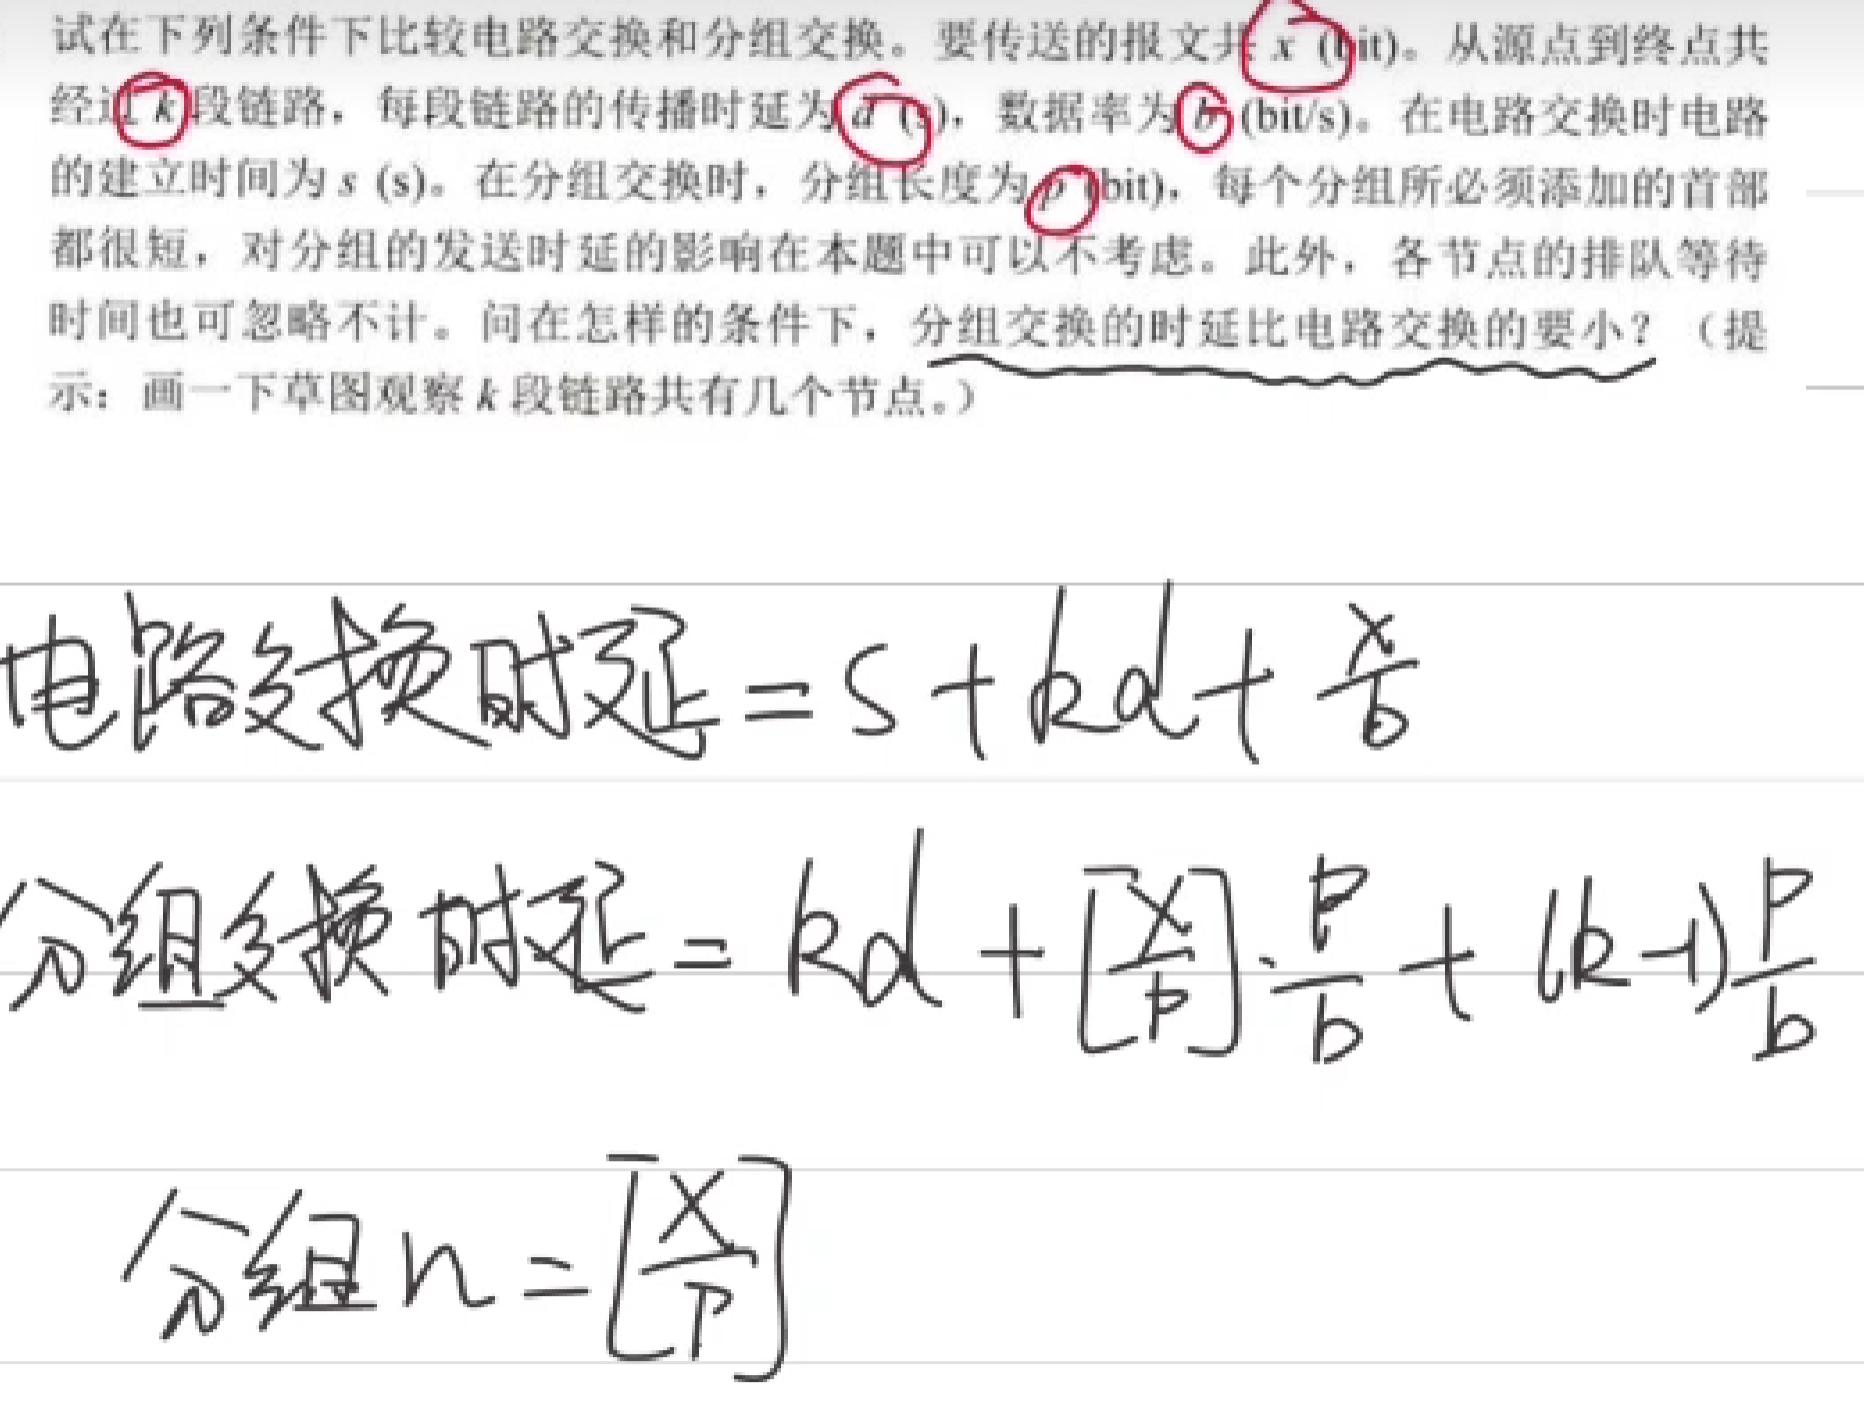 试在下列条件下比较电路交换和分组交换。要传送的报文共 x (bit)。从源点到终点共
经过 k 段链路，每段链路的传播时延为 d (s)，数据率为 b (bit/s)。在电路交换时电路
的建立时间为 s (s)。在分组交换时，分组长度为 p (bit)，每个分组所必须添加的首部
都很短，对分组的发送时延的影响在本题中可以不考虑。此外，各节点的排队等待
时间也可忽略不计。问在怎样的条件下，分组交换的时延比电路交换的要小？（提
示：画一下草图观察 k 段链路共有几个节点。）
电路交换时延 = s + kd + x/b
分组交换时延 = kd + [x/p]·p/b + (k-1)p/b
分组 n = [x/p]